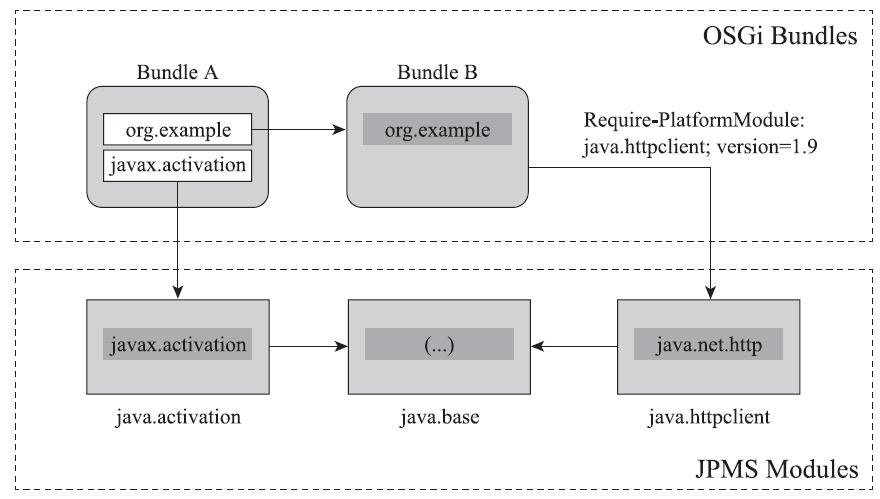 OSGi Bundles
Bundle A
Bundle B
org.example
javax.activation
org.example
Require-PlatformModule:
java.httpclient; version=1.9
javax.activation
(...)
java.net.http
java.activation
java.base
java.httpclient
JPMS Modules